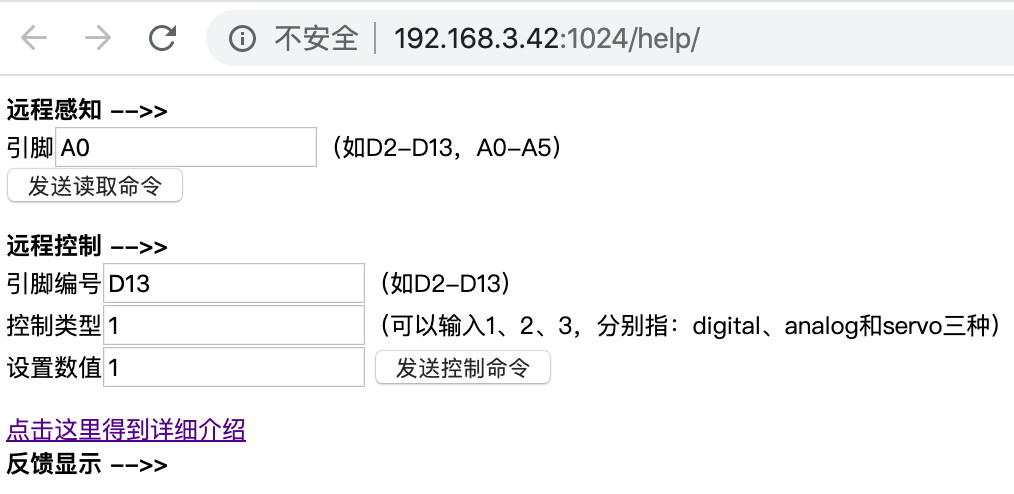 不安全 | 192.168.3.42:1024/help/
远程感知 -->>
引脚 A0 （如D2-D13，A0-A5）
发送读取命令
远程控制 -->>
引脚编号 D13 （如D2-D13）
控制类型 1 （可以输入1、2、3，分别指：digital、analog和servo三种）
设置数值 1 发送控制命令
点击这里得到详细介绍
反馈显示 -->>